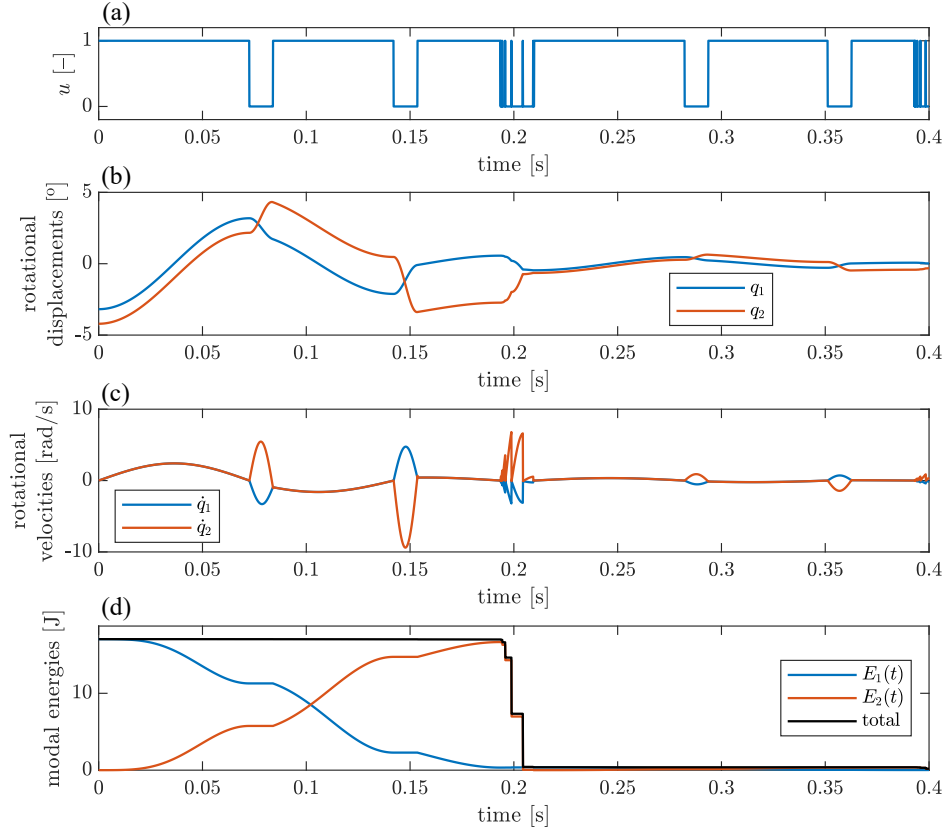 (a)
u [−]
1
0
0 0.05 0.1 0.15 0.2 0.25 0.3 0.35 0.4
time [s]
(b)
rotational
displacements [°]
5
0
-5
q₁
q₂
0 0.05 0.1 0.15 0.2 0.25 0.3 0.35 0.4
time [s]
(c)
rotational
velocities [rad/s]
10
0
-10
q̇₁
q̇₂
0 0.05 0.1 0.15 0.2 0.25 0.3 0.35 0.4
time [s]
(d)
modal energies [J]
10
0
E₁(t)
E₂(t)
total
0 0.05 0.1 0.15 0.2 0.25 0.3 0.35 0.4
time [s]